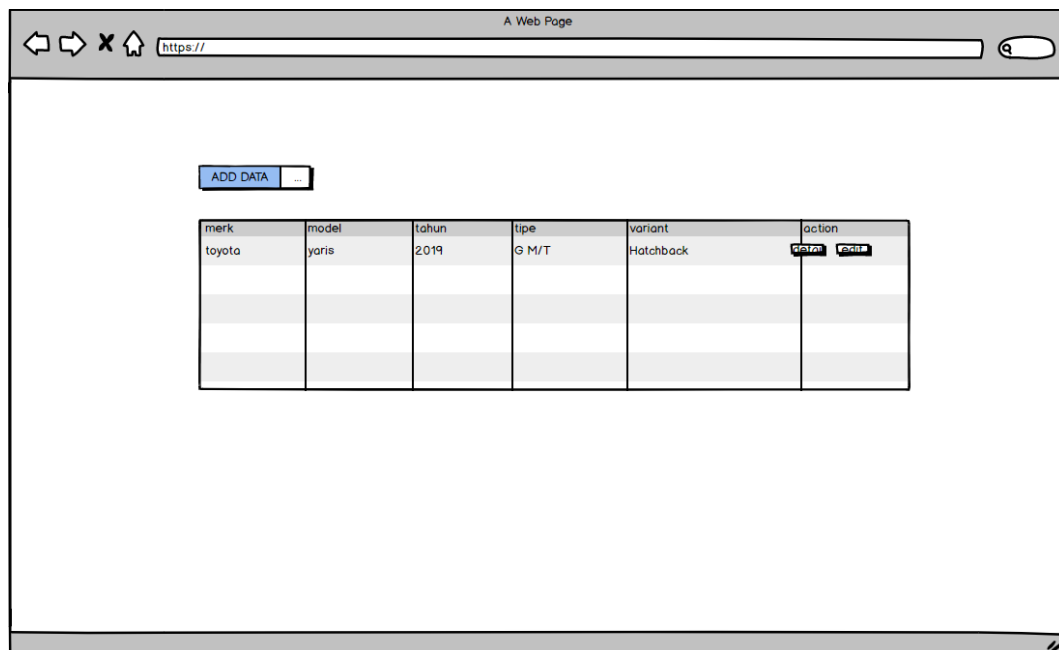 A Web Page
https://
ADD DATA ...
merk model tahun tipe variant action
toyota yaris 2019 G M/T Hatchback detail edit